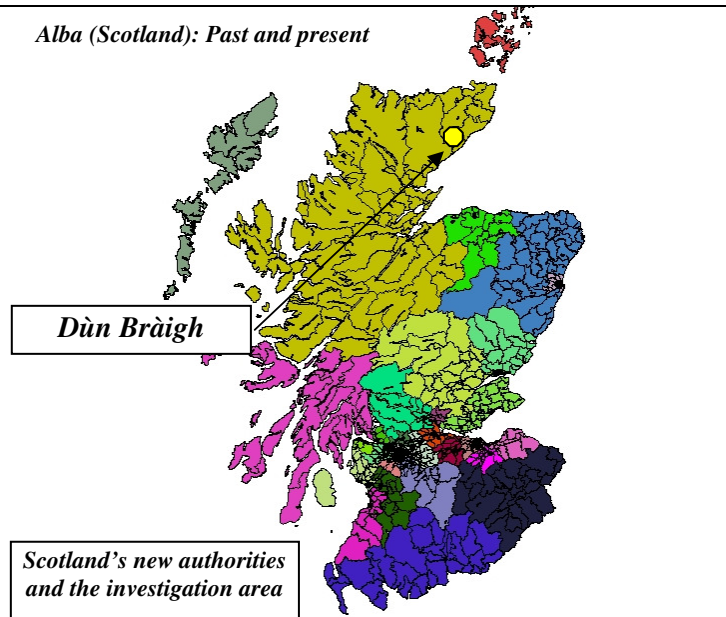 Alba (Scotland): Past and present
Dùn Bràigh
Scotland's new authorities
and the investigation area